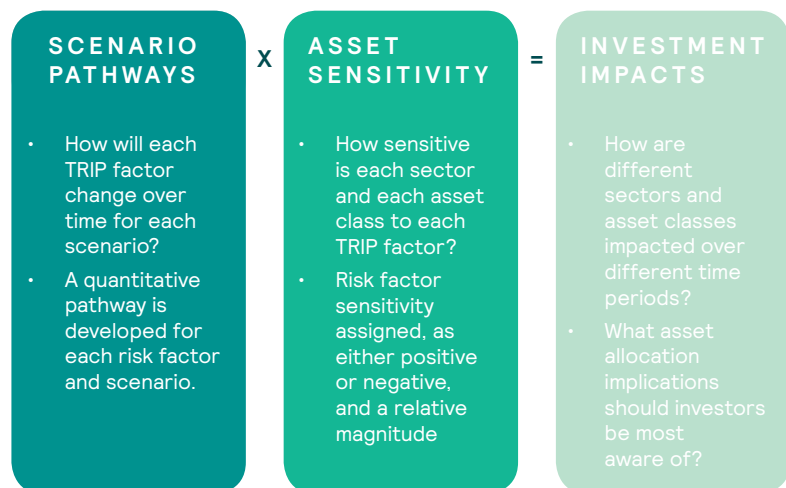 SCENARIO
PATHWAYS
• How will each
TRIP factor
change over
time for each
scenario?
• A quantitative
pathway is
developed for
each risk factor
and scenario.
X
ASSET
SENSITIVITY
• How sensitive
is each sector
and each asset
class to each
TRIP factor?
• Risk factor
sensitivity
assigned, as
either positive
or negative,
and a relative
magnitude
=
INVESTMENT
IMPACTS
• How are
different
sectors and
asset classes
impacted over
different time
periods?
• What asset
allocation
implications
should investors
be most
aware of?